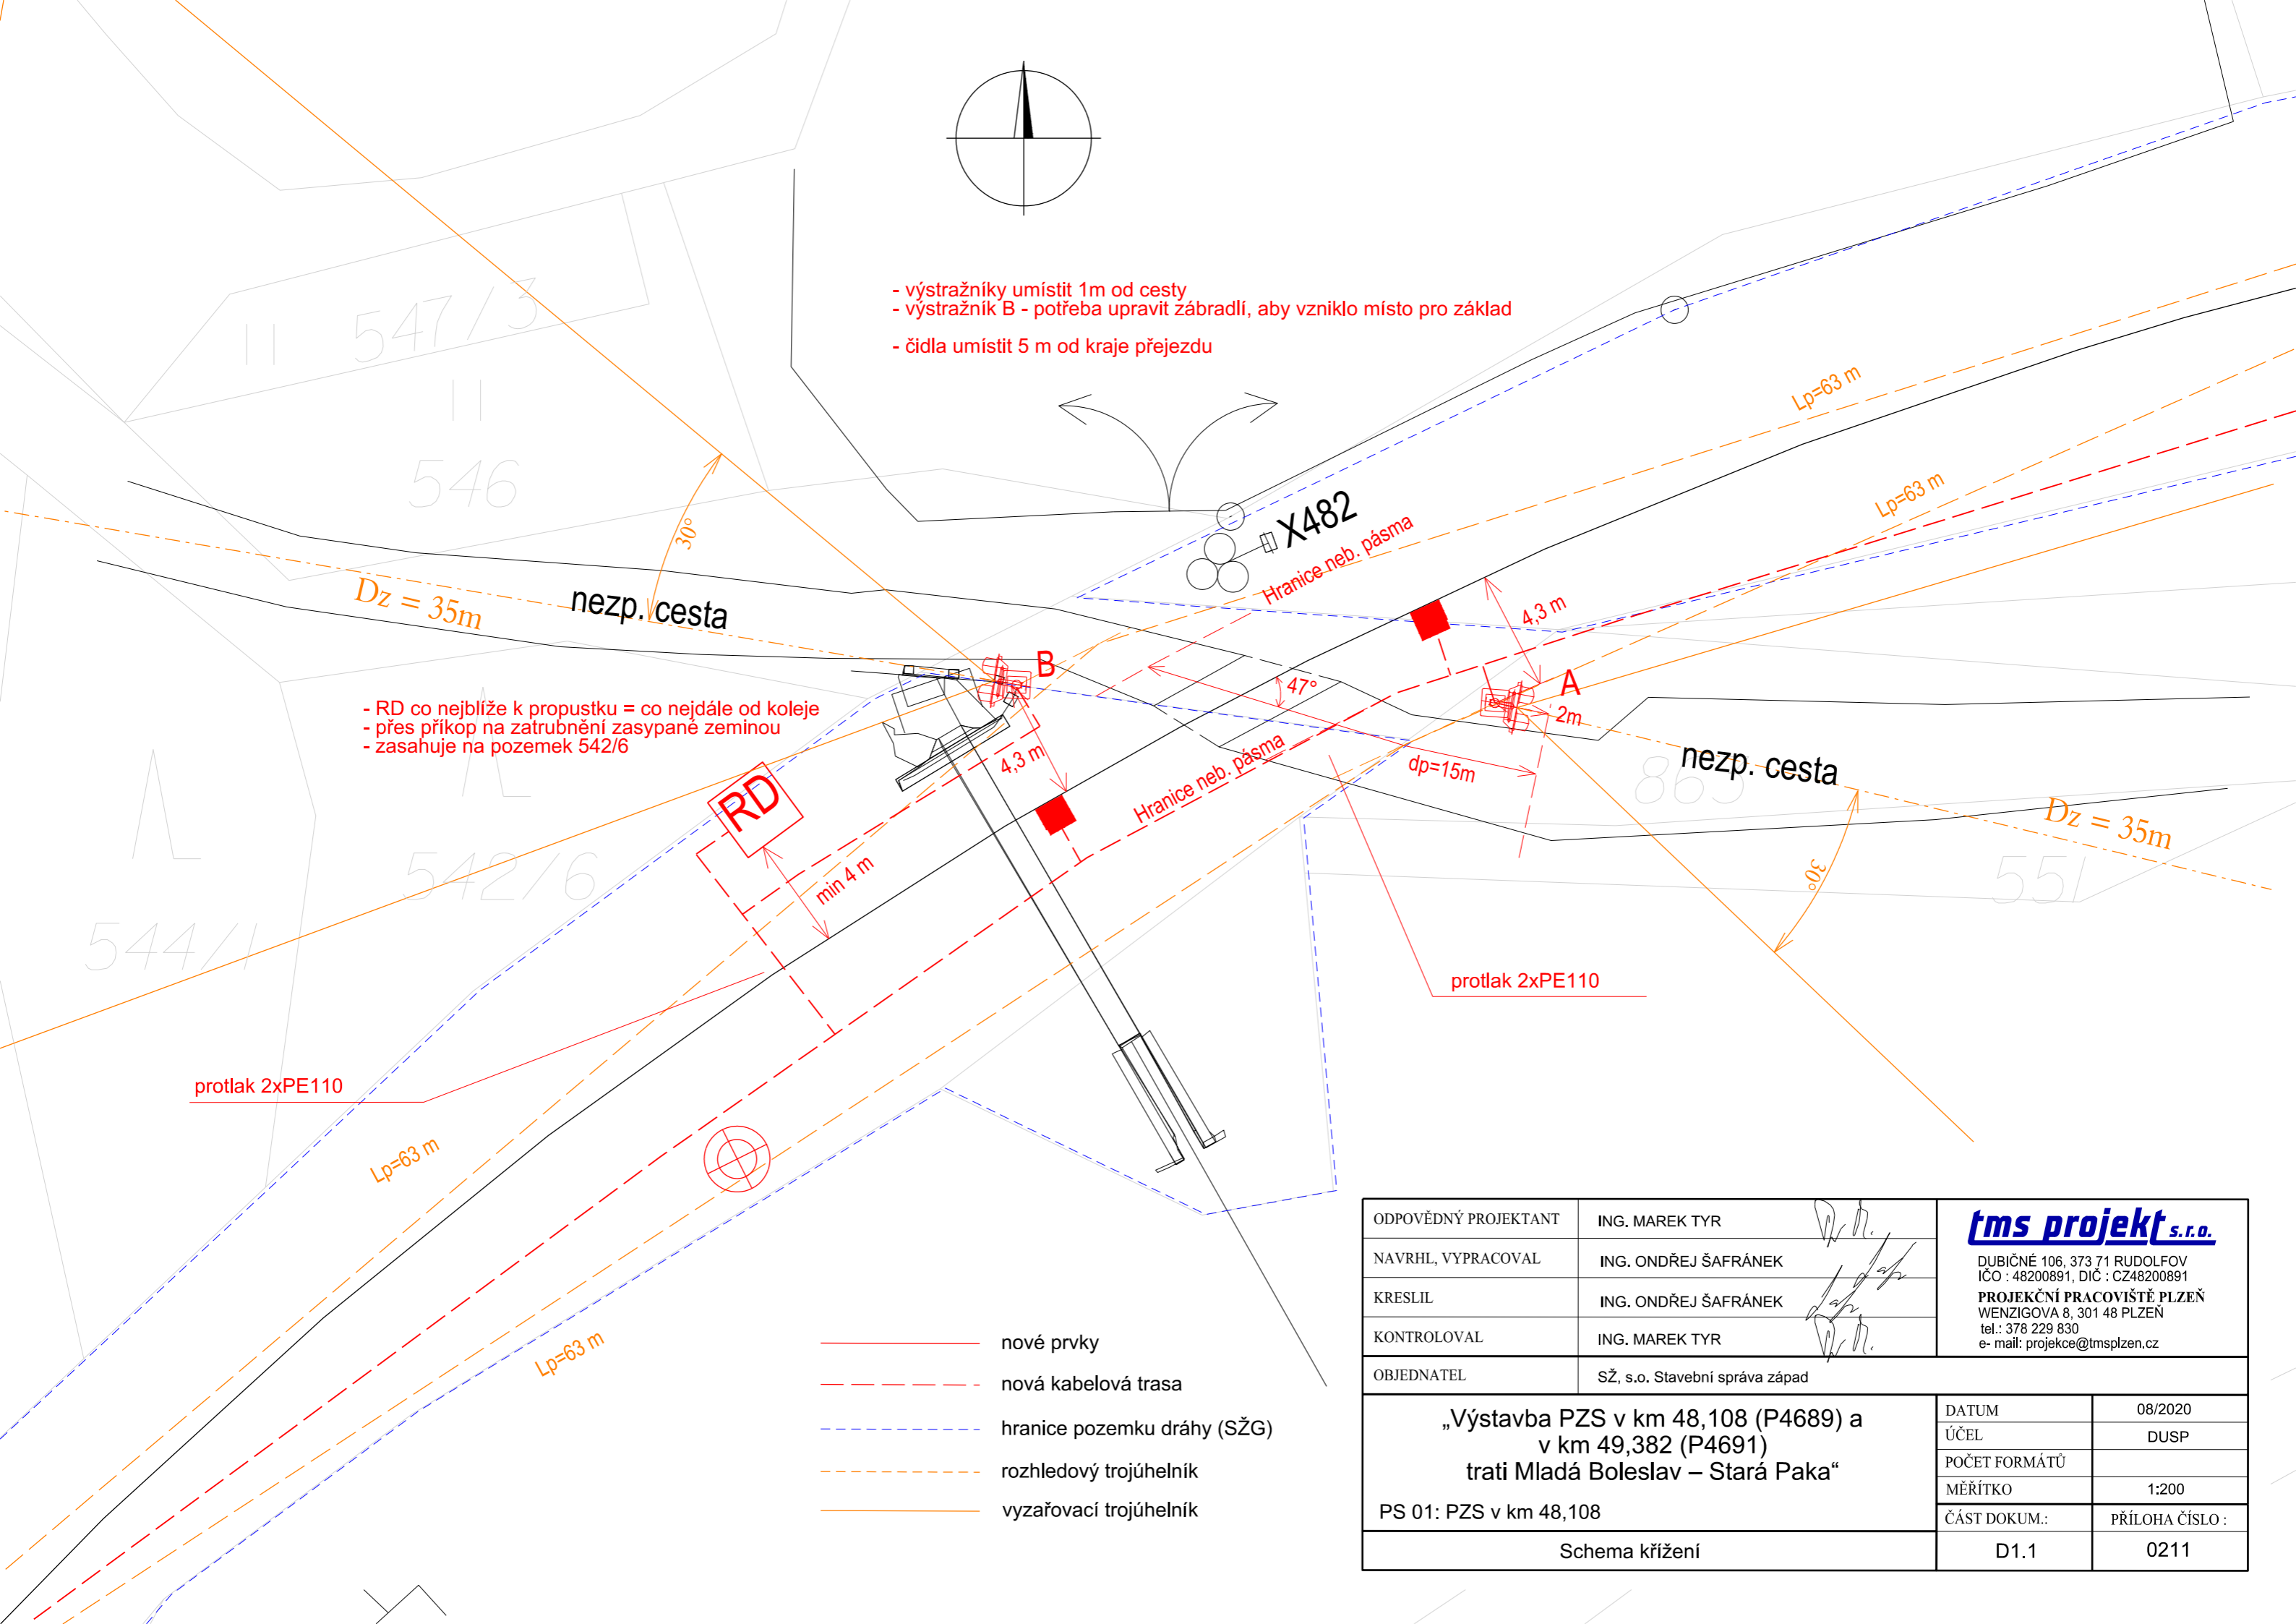 - výstražníky umístit 1m od cesty
- výstražník B - potřeba upravit zábradlí, aby vzniklo místo pro základ
- čidla umístit 5 m od kraje přejezdu
547/3
546
30°
Dz = 35m
nezp. cesta
X482
Hranice neb. pásma
Lp=63 m
Lp=63 m
4,3 m
B
47°
A
2m
- RD co nejblíže k propustku = co nejdále od koleje
- přes příkop na zatrubnění zasypané zeminou
- zasahuje na pozemek 542/6
4,3 m
Hranice neb. pásma
dp=15m
nezp. cesta
Dz = 35m
RD
min 4 m
542/6
544/1
551
30°
protlak 2xPE110
protlak 2xPE110
Lp=63 m
Lp=63 m
nové prvky
nová kabelová trasa
hranice pozemku dráhy (SŽG)
rozhledový trojúhelník
vyzařovací trojúhelník
ODPOVĚDNÝ PROJEKTANT ING. MAREK TYR
NAVRHL, VYPRACOVAL ING. ONDŘEJ ŠAFRÁNEK
KRESLIL ING. ONDŘEJ ŠAFRÁNEK
KONTROLOVAL ING. MAREK TYR
OBJEDNATEL SŽ, s.o. Stavební správa západ
tms projekt s.r.o.
DUBIČNÉ 106, 373 71 RUDOLFOV
IČO : 48200891, DIČ : CZ48200891
PROJEKČNÍ PRACOVIŠTĚ PLZEŇ
WENZIGOVA 8, 301 48 PLZEŇ
tel.: 378 229 830
e- mail: projekce@tmsplzen.cz
„Výstavba PZS v km 48,108 (P4689) a
v km 49,382 (P4691)
trati Mladá Boleslav – Stará Paka“
PS 01: PZS v km 48,108
Schema křížení
DATUM 08/2020
ÚČEL DUSP
POČET FORMÁTŮ
MĚŘÍTKO 1:200
ČÁST DOKUM.: PŘÍLOHA ČÍSLO :
D1.1 0211